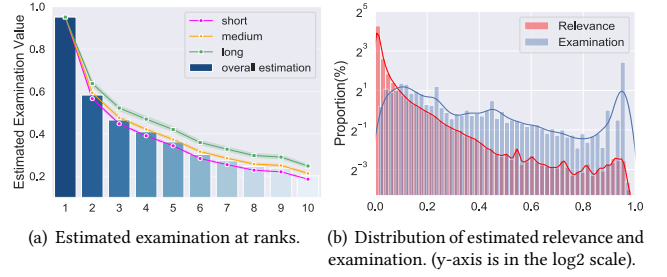 Estimated Examination Value
1.0
0.8
0.6
0.4
0.2
short
medium
long
overall estimation
1 2 3 4 5 6 7 8 9 10
(a) Estimated examination at ranks.
Proportion(%)
2^5
2^3
2^1
2^-1
2^-3
Relevance
Examination
0.0 0.2 0.4 0.6 0.8 1.0
(b) Distribution of estimated relevance and
examination. (y-axis is in the log2 scale).